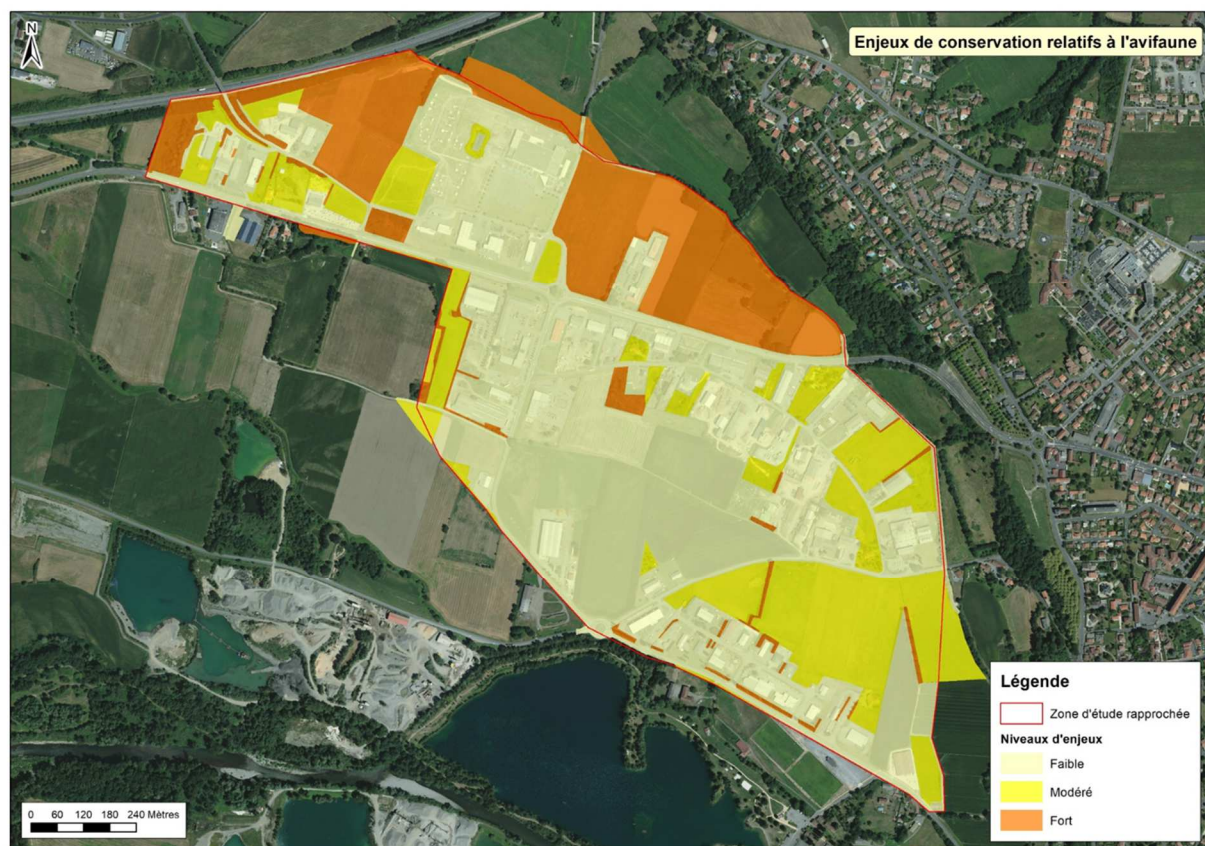 N
Enjeux de conservation relatifs à l'avifaune
Légende
Zone d'étude rapprochée
Niveaux d'enjeux
Faible
Modéré
Fort
0 60 120 180 240 Mètres